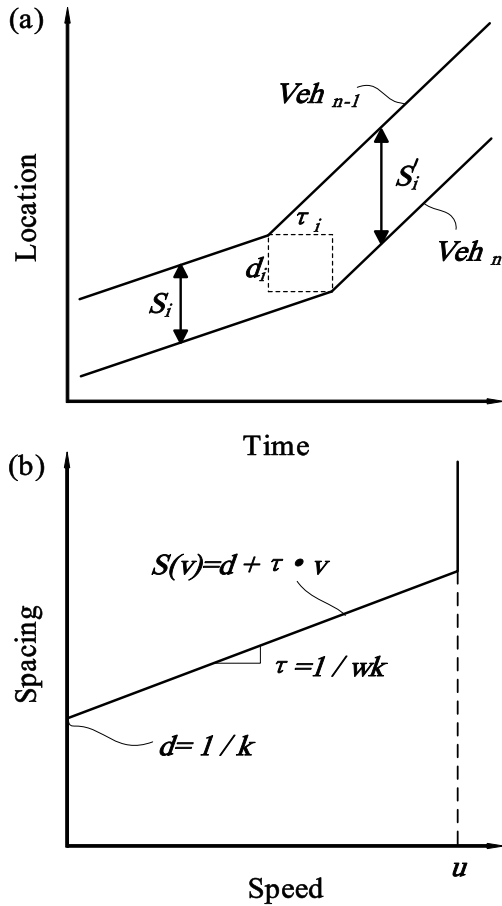 (a)
Veh n-1
Location
τ i
S′i
di
Si
Veh n
Time
(b)
S(v)=d + τ • v
Spacing
τ =1 / wk
d= 1 / k
u
Speed